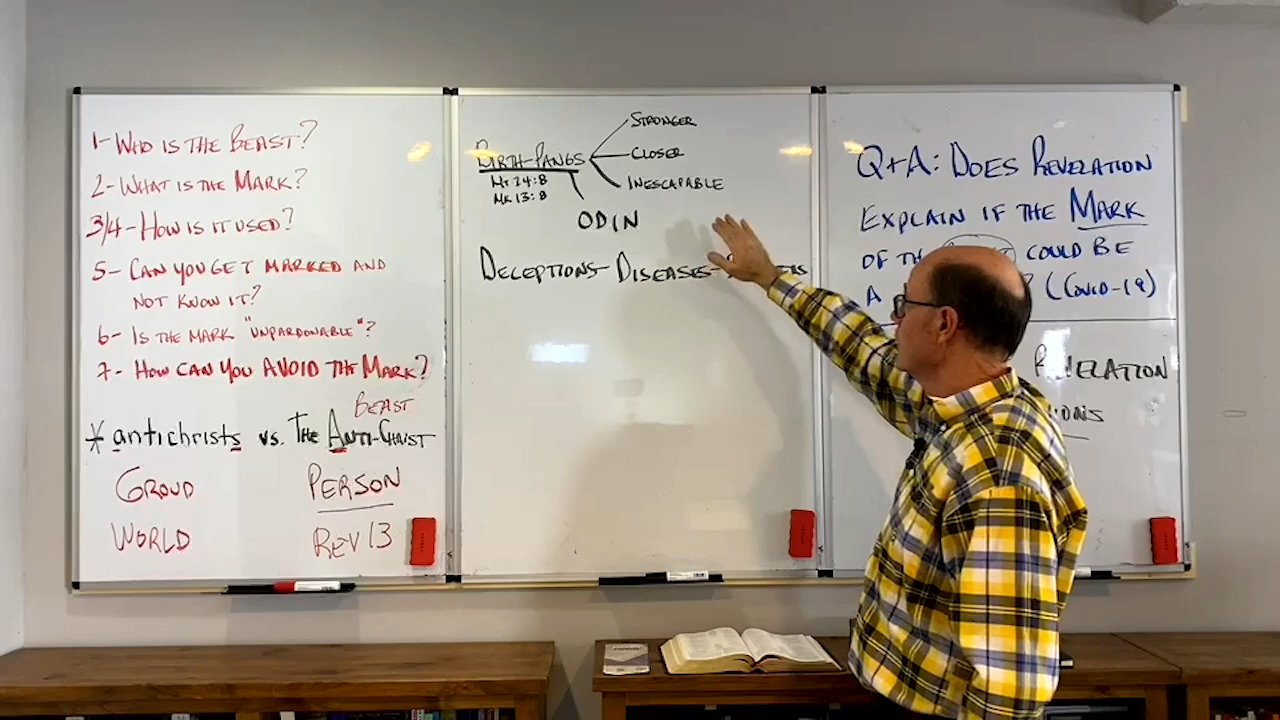 1- WHO IS THE BEAST?
2- WHAT IS THE MARK?
3/4- HOW IS IT USED?
5- CAN YOU GET MARKED AND
NOT KNOW IT?
6- IS THE MARK "UNPARDONABLE"?
7- HOW CAN YOU AVOID THE MARK?
BEAST
* antichrists vs. THE ANTI-CHRIST
GROUP PERSON
WORLD REV 13
BIRTH-PANGS
STRONGER
CLOSER
INESCAPABLE
MT 24:8
MK 13:8
ODIN
DECEPTIONS- DISEASES-
Q+A: DOES REVELATION
EXPLAIN IF THE MARK
OF COULD BE
A (COVID-19)
REVELATION